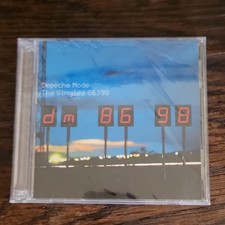 Depeche Mode
The Singles 86>98
dm 86 98